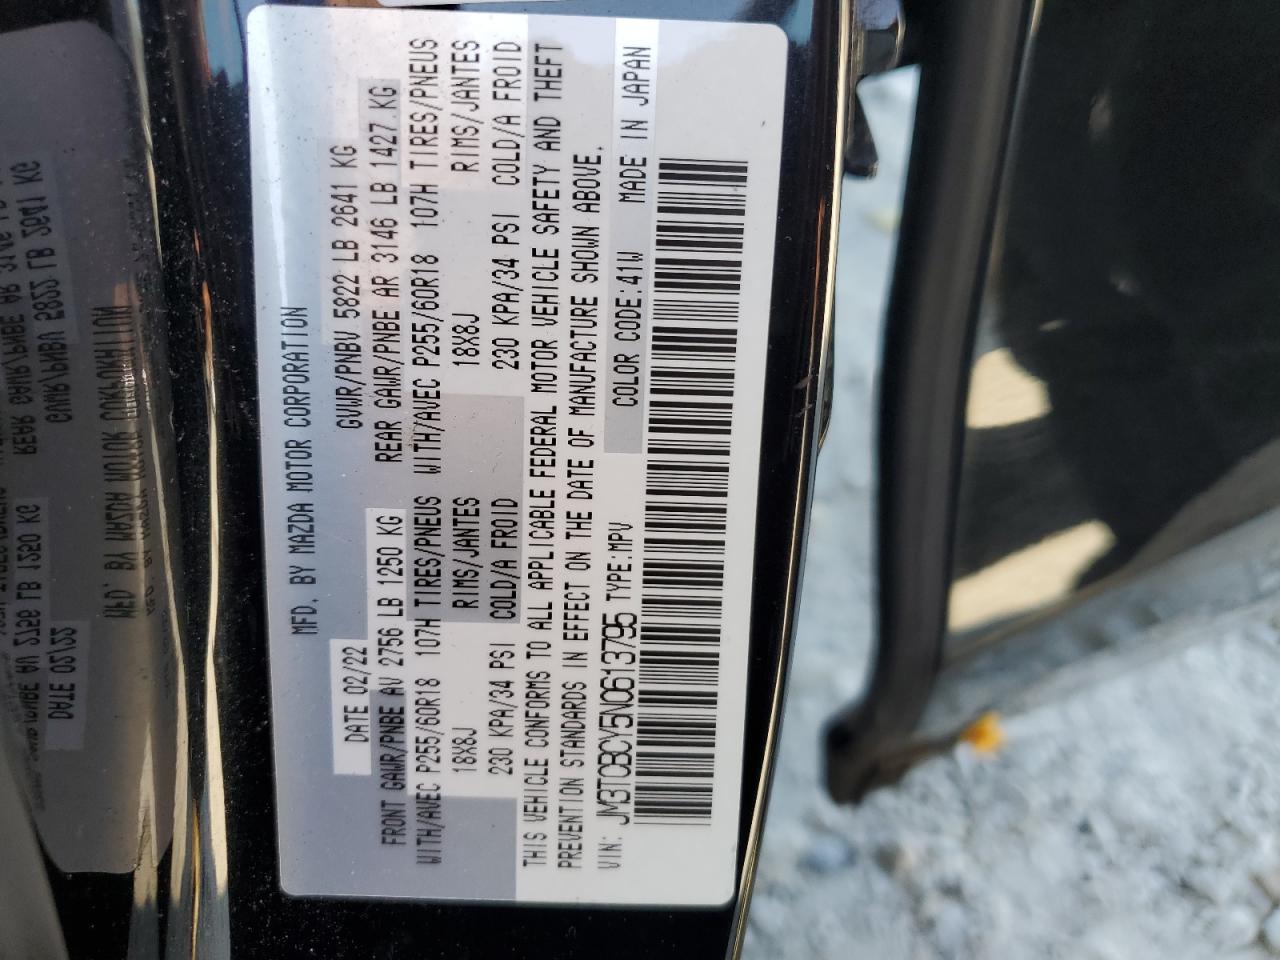 MFD. BY MAZDA MOTOR CORPORATION
DATE 02/22 GVWR/PNBV 5822 LB 2641 KG
FRONT GAWR/PNBE AV 2756 LB 1250 KG REAR GAWR/PNBE AR 3146 LB 1427 KG
WITH/AVEC P255/60R18 107H TIRES/PNEUS WITH/AVEC P255/60R18 107H TIRES/PNEUS
18X8J RIMS/JANTES 18X8J RIMS/JANTES
230 KPA/34 PSI COLD/A FROID 230 KPA/34 PSI COLD/A FROID
THIS VEHICLE CONFORMS TO ALL APPLICABLE FEDERAL MOTOR VEHICLE SAFETY AND THEFT
PREVENTION STANDARDS IN EFFECT ON THE DATE OF MANUFACTURE SHOWN ABOVE.
VIN: JM3TCBCY5N0613795 TYPE:MPV COLOR CODE:41W MADE IN JAPAN